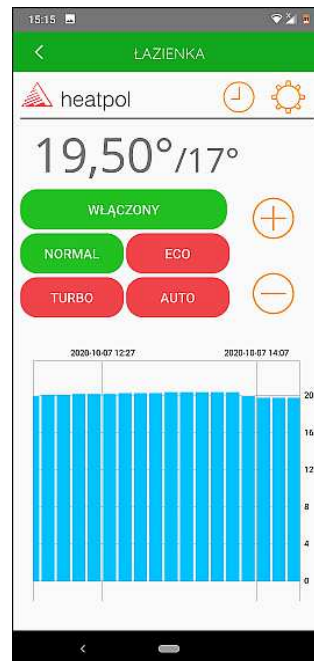 15:15
ŁAZIENKA
heatpol
19,50°/17°
WŁĄCZONY
NORMAL ECO
TURBO AUTO
2020-10-07 12:27 2020-10-07 14:07
20
16
12
8
4
0